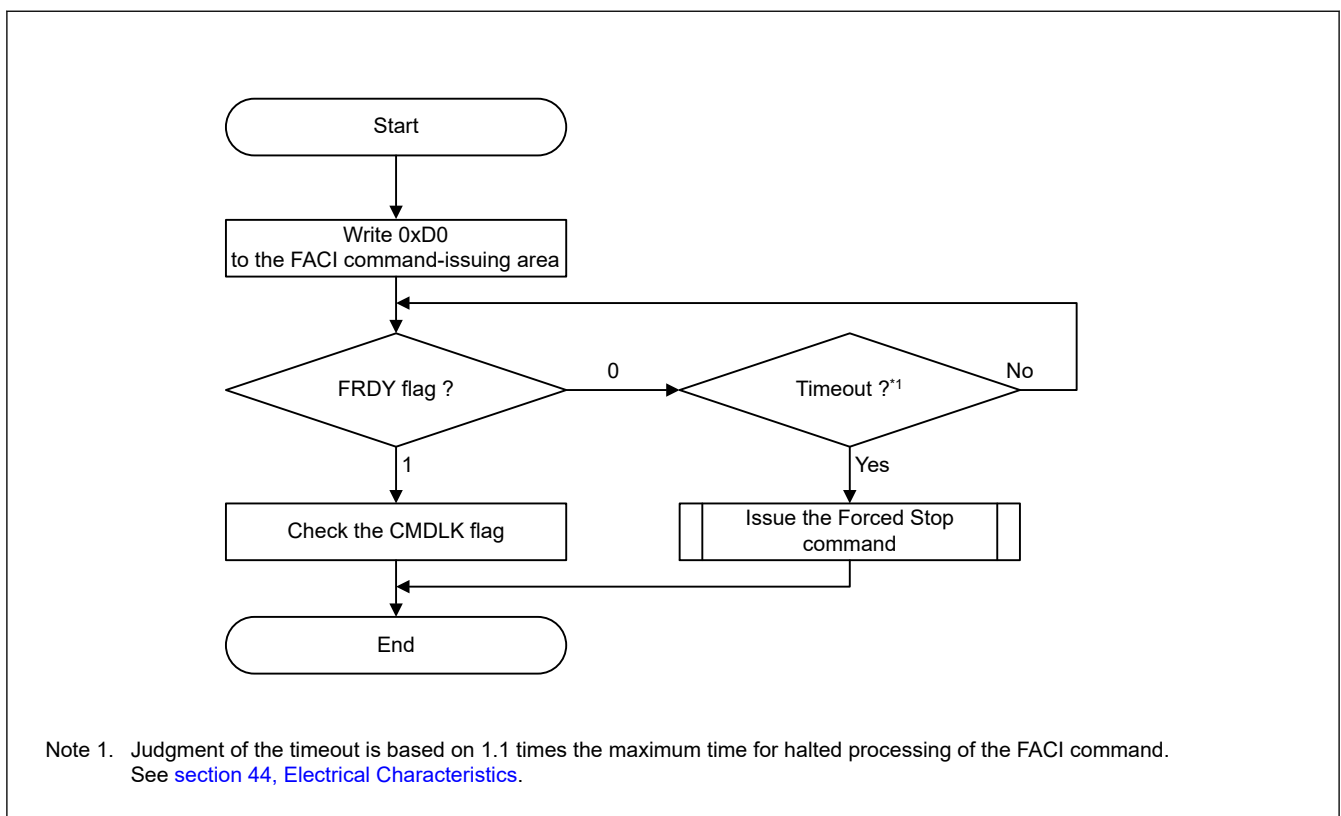 Start
Write 0xD0
to the FACI command-issuing area
FRDY flag ?
0
Timeout ?*1
No
1
Yes
Check the CMDLK flag
Issue the Forced Stop
command
End
Note 1. Judgment of the timeout is based on 1.1 times the maximum time for halted processing of the FACI command.
See section 44, Electrical Characteristics.